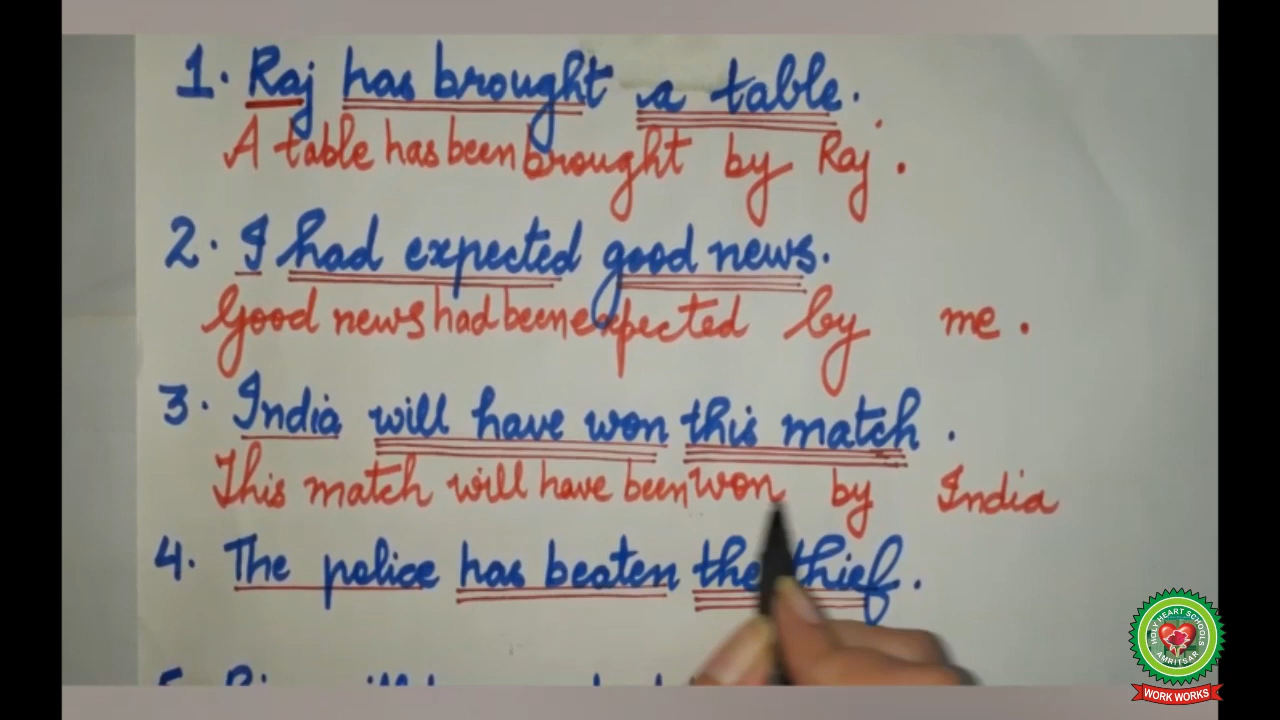 1. Raj has brought a table.
A table has been brought by Raj.
2. I had expected good news.
Good news had been expected by me.
3. India will have won this match.
This match will have been won by India
4. The police has beaten the thief.
HOLY HEART SCHOOLS
AMRITSAR
WORK WORKS